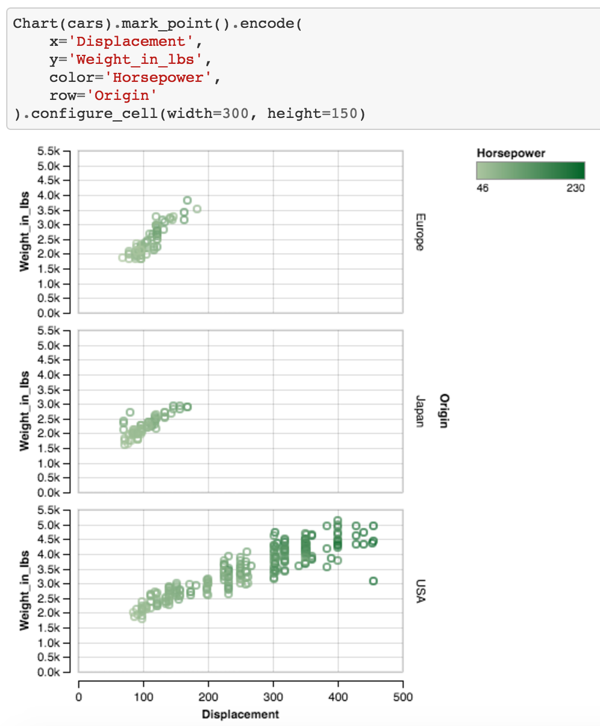 Chart(cars).mark_point().encode(
    x='Displacement',
    y='Weight_in_lbs',
    color='Horsepower',
    row='Origin'
).configure_cell(width=300, height=150)
Horsepower
46 230
5.5k
5.0k
4.5k
4.0k
3.5k
3.0k
2.5k
2.0k
1.5k
1.0k
0.5k
0.0k
Weight_in_lbs
Europe
5.5k
5.0k
4.5k
4.0k
3.5k
3.0k
2.5k
2.0k
1.5k
1.0k
0.5k
0.0k
Weight_in_lbs
Japan
Origin
5.5k
5.0k
4.5k
4.0k
3.5k
3.0k
2.5k
2.0k
1.5k
1.0k
0.5k
0.0k
Weight_in_lbs
USA
0 100 200 300 400 500
Displacement